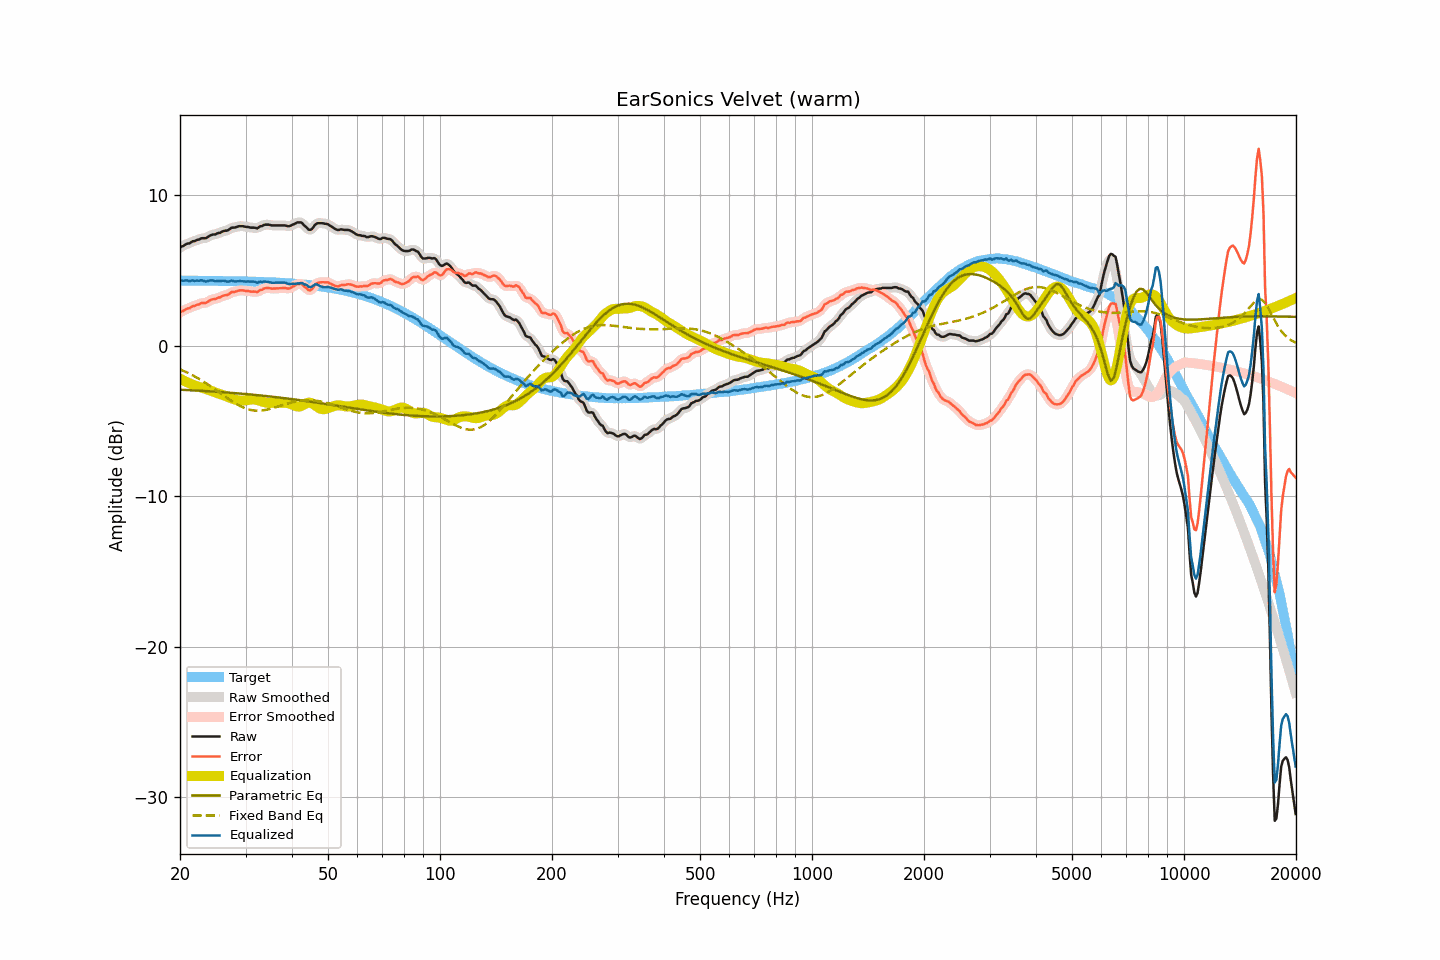 EarSonics Velvet (warm)
10
0
−10
−20
−30
Amplitude (dBr)
Target
Raw Smoothed
Error Smoothed
Raw
Error
Equalization
Parametric Eq
Fixed Band Eq
Equalized
20 50 100 200 500 1000 2000 5000 10000 20000
Frequency (Hz)